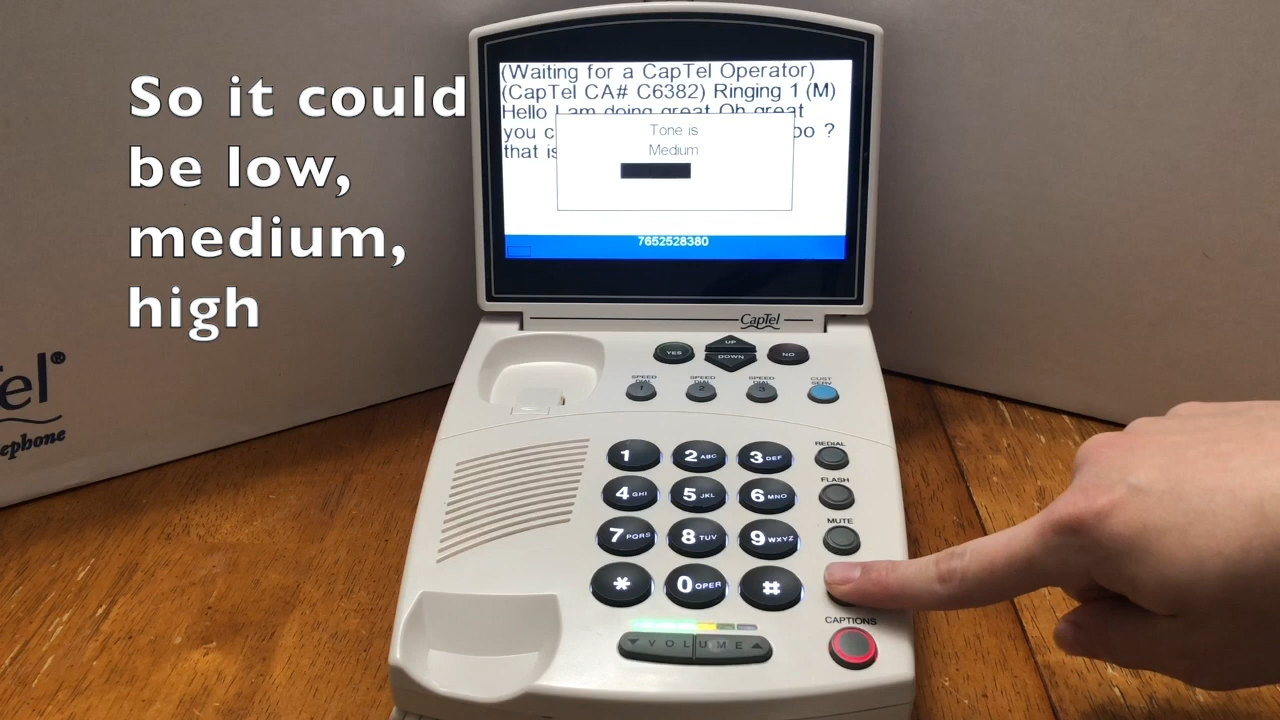 So it could
be low,
medium,
high
(Waiting for a CapTel Operator)
(CapTel CA# C6382) Ringing 1 (M)
Hello I am doing great Oh great
you ?
that
Tone is
Medium
7652528380
CapTel
YES
UP
DOWN
NO
SPEED DIAL 1
SPEED DIAL 2
SPEED DIAL 3
CUST SERV
1
2 ABC
3 DEF
REDIAL
4 GHI
5 JKL
6 MNO
FLASH
7 PQRS
8 TUV
9 WXYZ
MUTE
*
0 OPER
#
CAPTIONS
VOLUME
Tel®
ephone